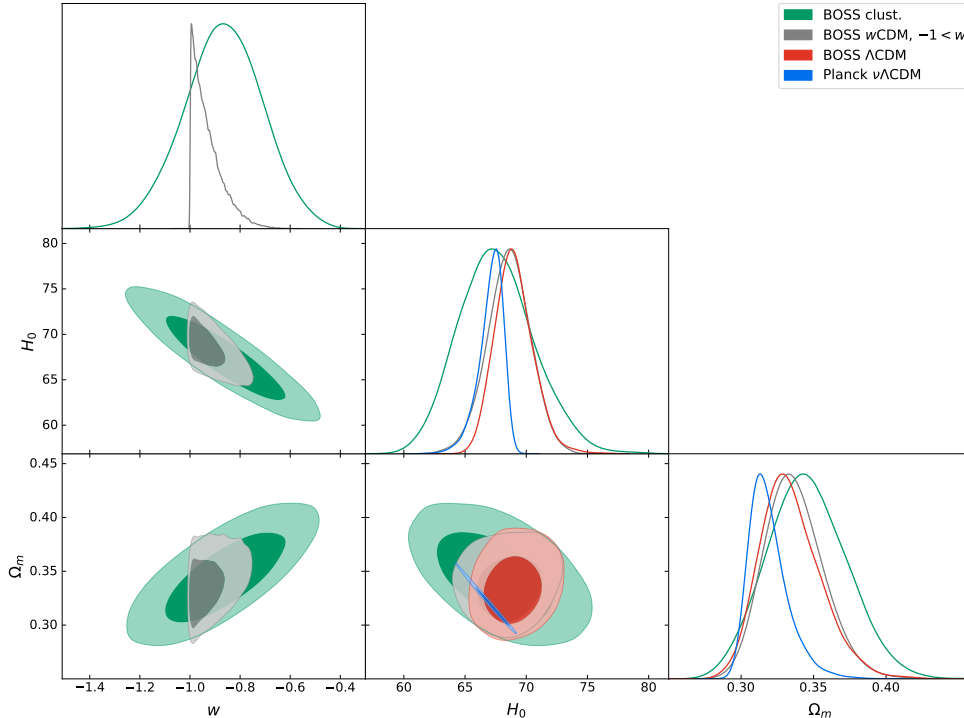 BOSS clust.
BOSS wCDM, −1 < w
BOSS ΛCDM
Planck νΛCDM
80
75
70
65
60
H₀
0.45
0.40
0.35
0.30
Ωₘ
−1.4 −1.2 −1.0 −0.8 −0.6 −0.4
w
60 65 70 75 80
H₀
0.30 0.35 0.40
Ωₘ